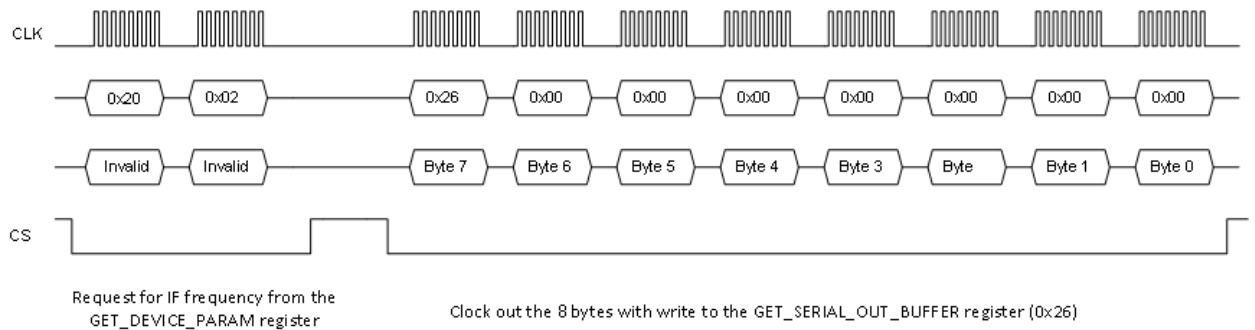 CLK
0x20 0x02 0x26 0x00 0x00 0x00 0x00 0x00 0x00 0x00
Invalid Invalid Byte 7 Byte 6 Byte 5 Byte 4 Byte 3 Byte Byte 1 Byte 0
CS
Request for IF frequency from the
GET_DEVICE_PARAM register
Clock out the 8 bytes with write to the GET_SERIAL_OUT_BUFFER register (0x26)